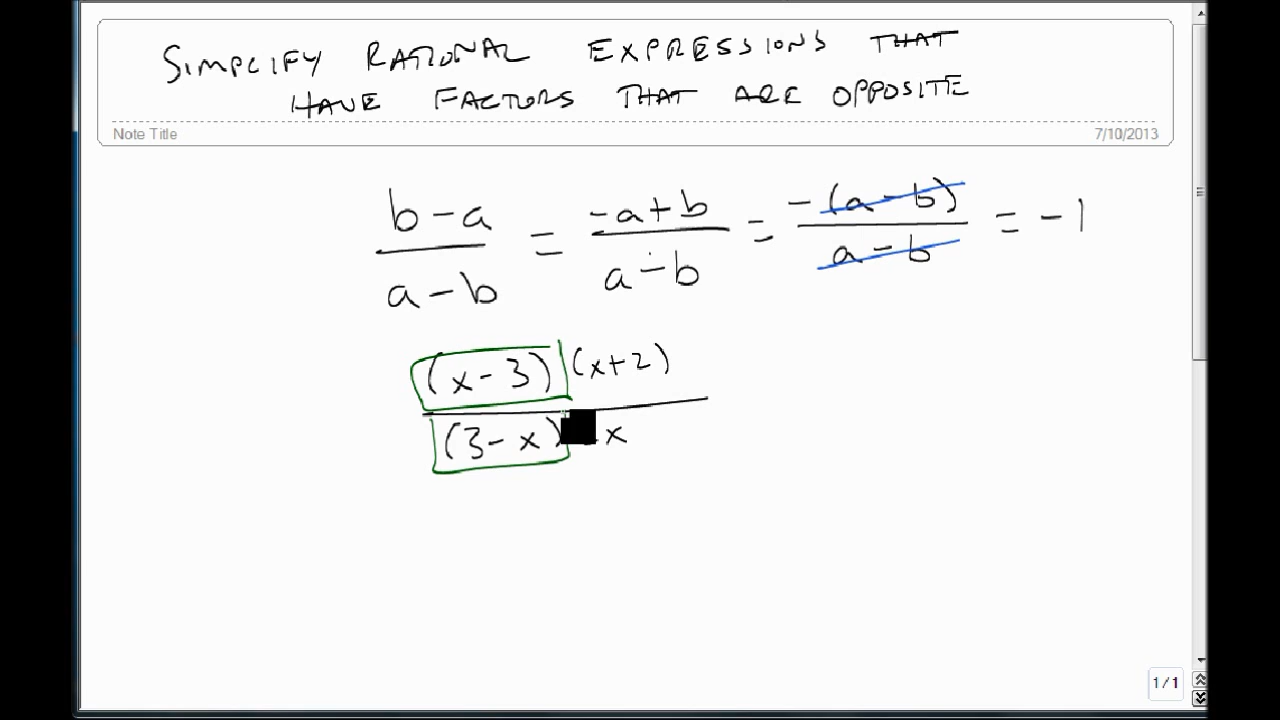 SIMPLIFY RATIONAL EXPRESSIONS THAT
HAVE FACTORS THAT ARE OPPOSITE
Note Title
7/10/2013
b-a / a-b = -a+b / a-b = -(a-b) / a-b = -1
(x-3)(x+2)
(3-x) x
1/1